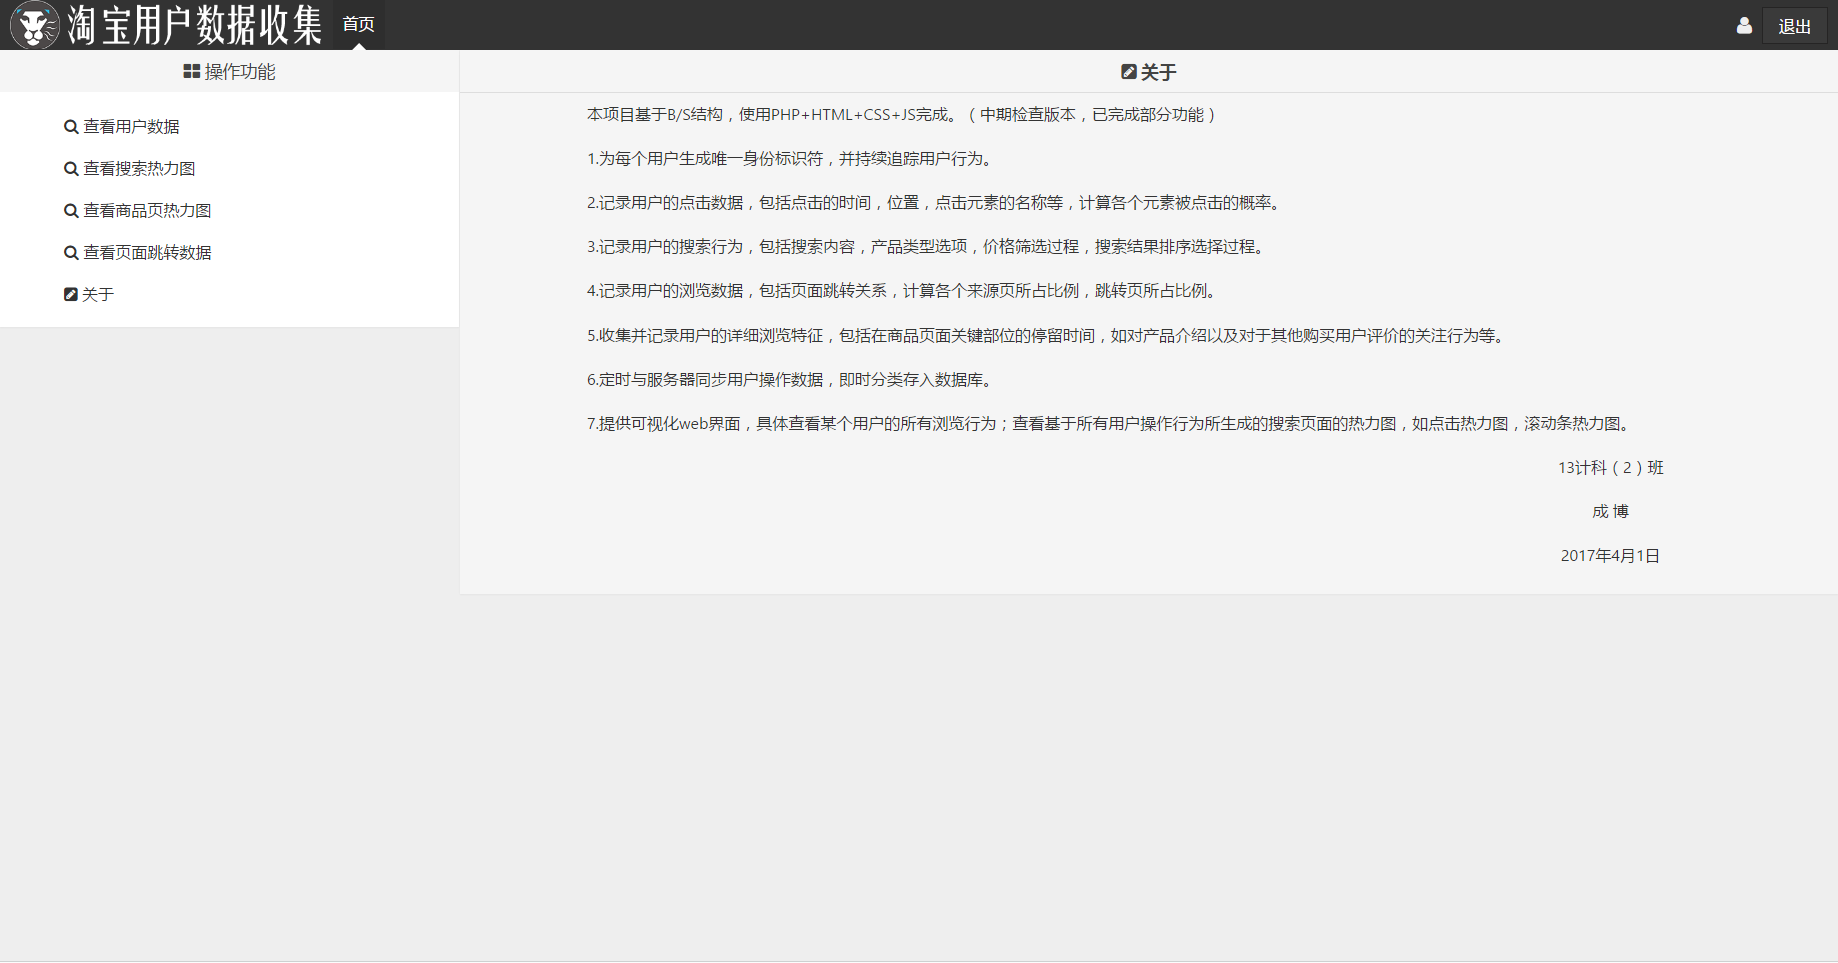 淘宝用户数据收集
首页
退出
操作功能
查看用户数据
查看搜索热力图
查看商品页热力图
查看页面跳转数据
关于
关于
本项目基于B/S结构，使用PHP+HTML+CSS+JS完成。（中期检查版本，已完成部分功能）
1.为每个用户生成唯一身份标识符，并持续追踪用户行为。
2.记录用户的点击数据，包括点击的时间，位置，点击元素的名称等，计算各个元素被点击的概率。
3.记录用户的搜索行为，包括搜索内容，产品类型选项，价格筛选过程，搜索结果排序选择过程。
4.记录用户的浏览数据，包括页面跳转关系，计算各个来源页所占比例，跳转页所占比例。
5.收集并记录用户的详细浏览特征，包括在商品页面关键部位的停留时间，如对产品介绍以及对于其他购买用户评价的关注行为等。
6.定时与服务器同步用户操作数据，即时分类存入数据库。
7.提供可视化web界面，具体查看某个用户的所有浏览行为；查看基于所有用户操作行为所生成的搜索页面的热力图，如点击热力图，滚动条热力图。
13计科（2）班
成 博
2017年4月1日